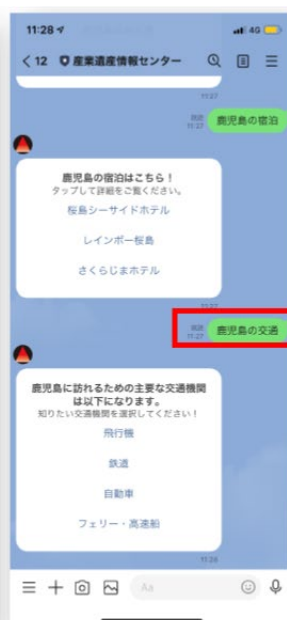 11:28
4G
12 産業遺産情報センター
11:27
既読
11:27
鹿児島の宿泊
鹿児島の宿泊はこちら！
タップして詳細をご覧ください。
桜島シーサイドホテル
レインボー桜島
さくらじまホテル
11:27
既読
11:27
鹿児島の交通
鹿児島に訪れるための主要な交通機関
は以下になります。
知りたい交通機関を選択してください！
飛行機
鉄道
自動車
フェリー・高速船
11:28
Aa